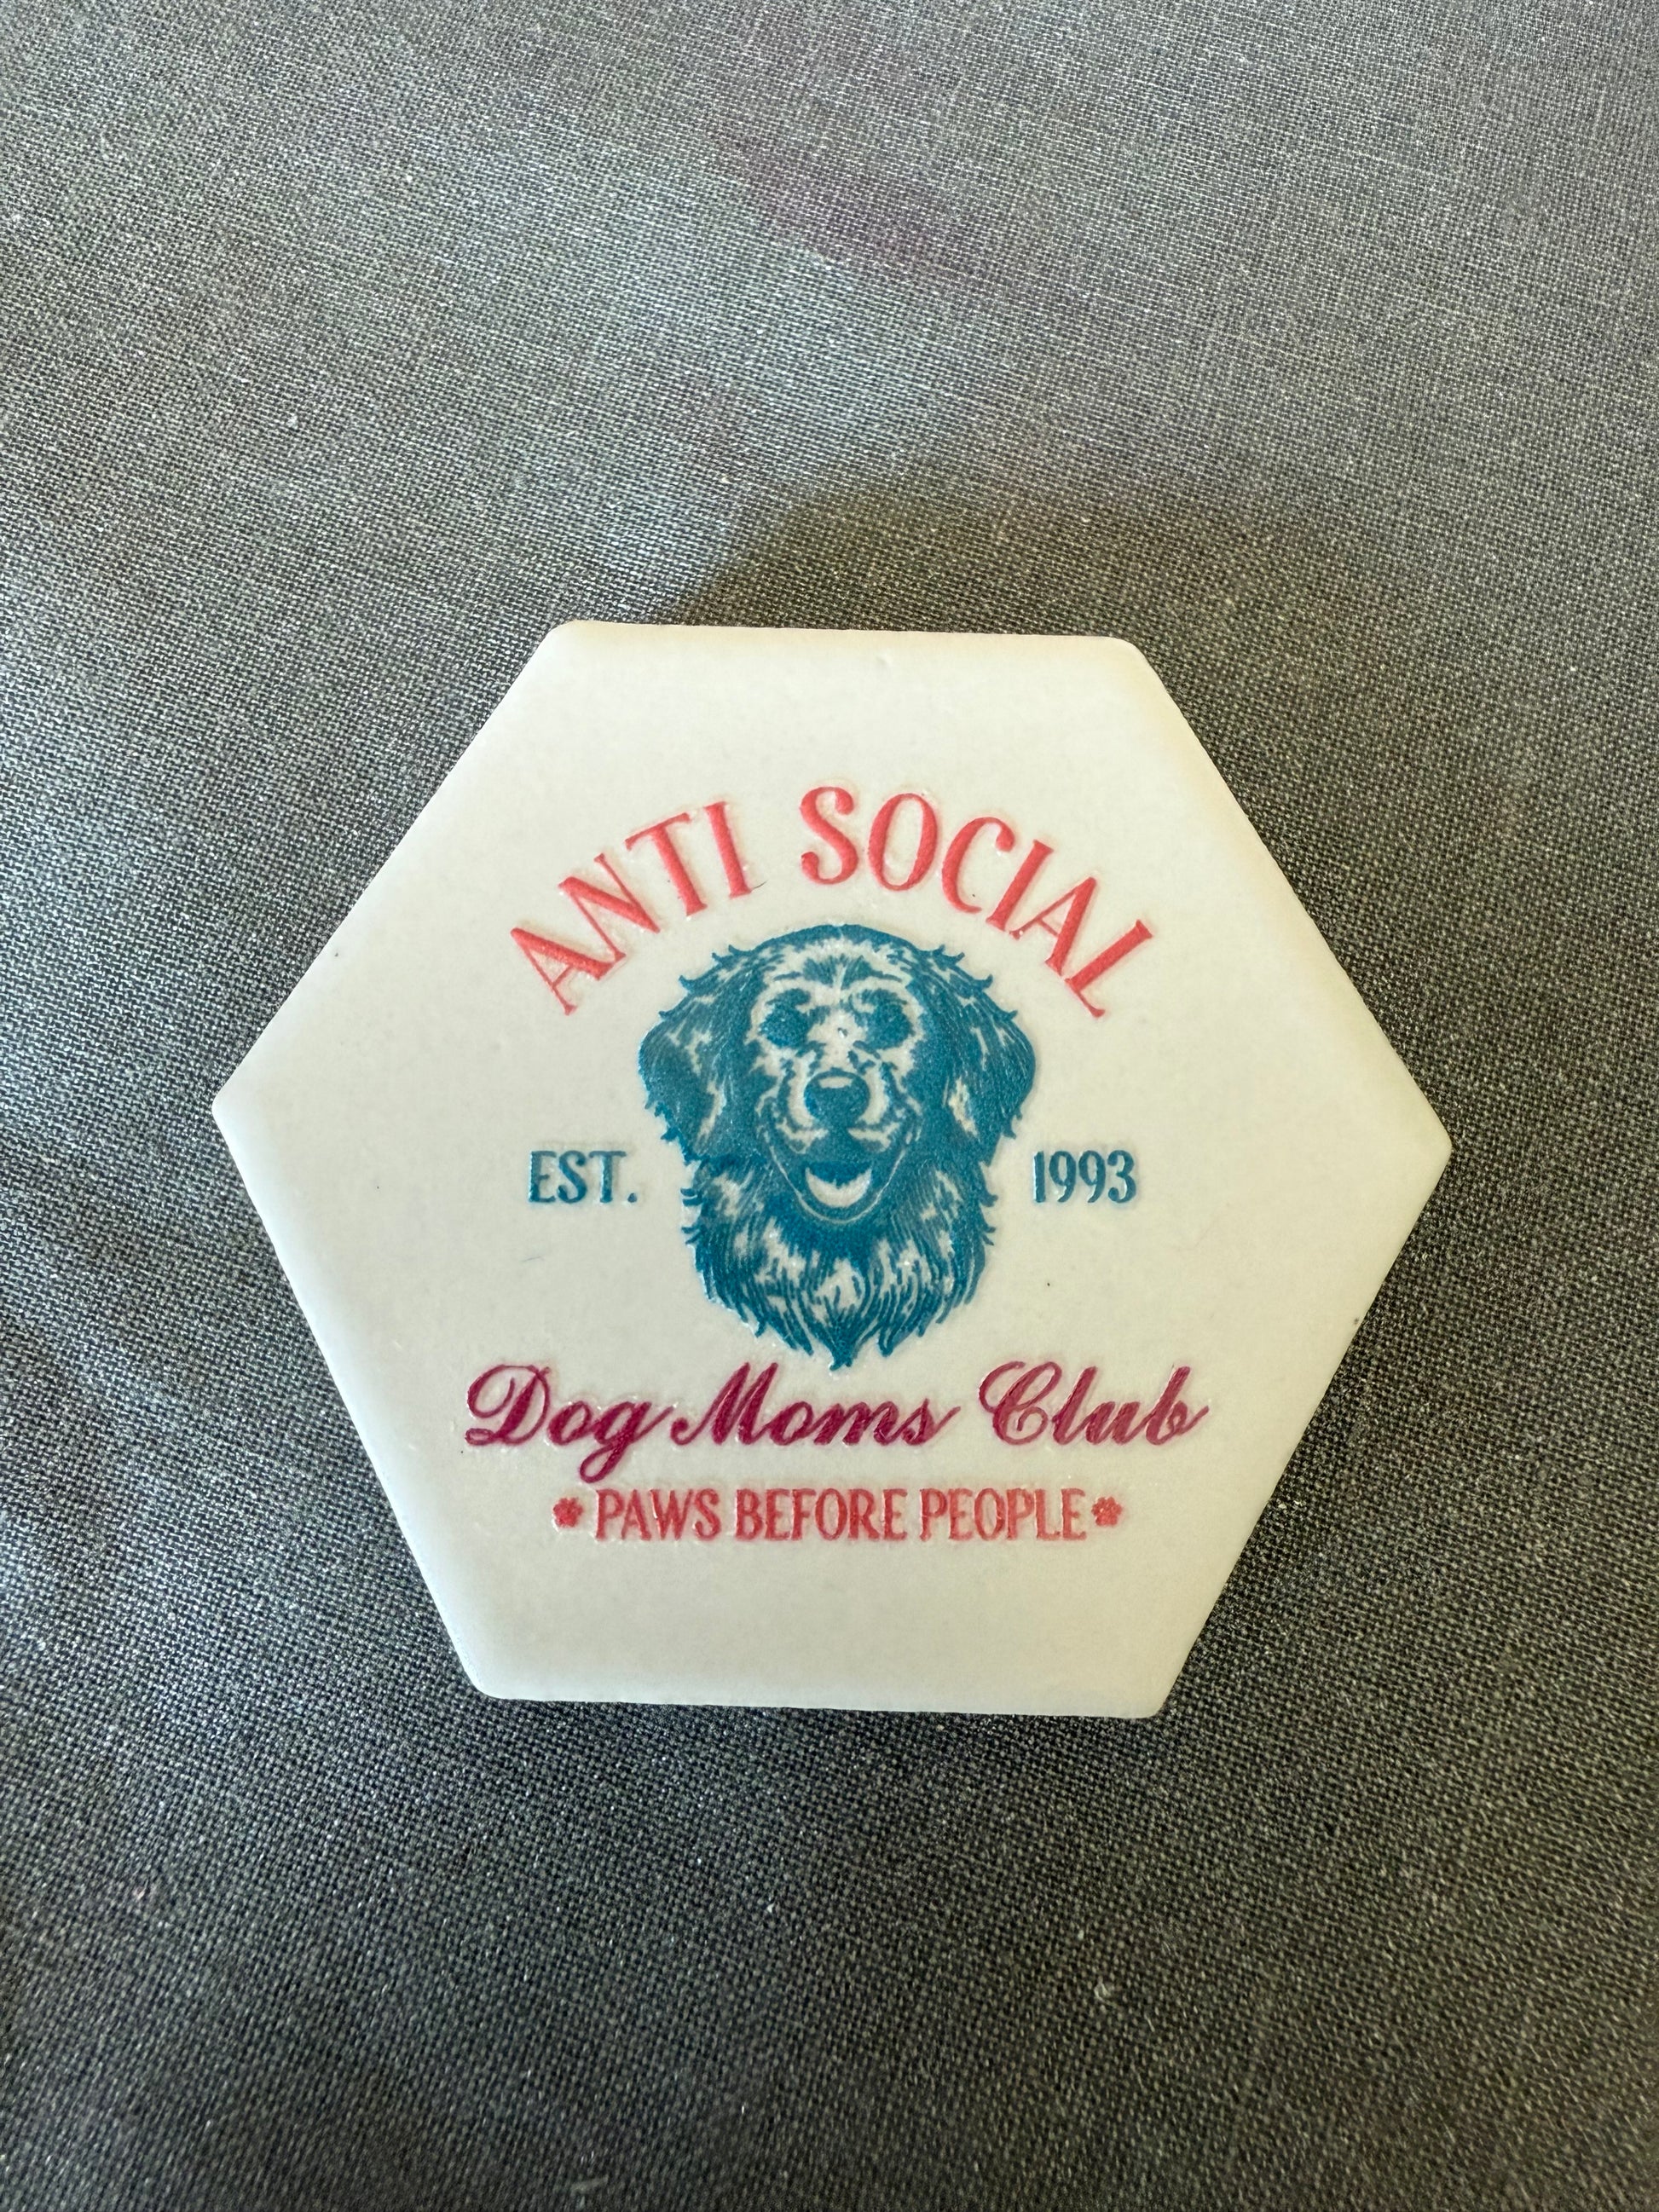 ANTI SOCIAL
EST. 1993
Dog Moms Club
PAWS BEFORE PEOPLE